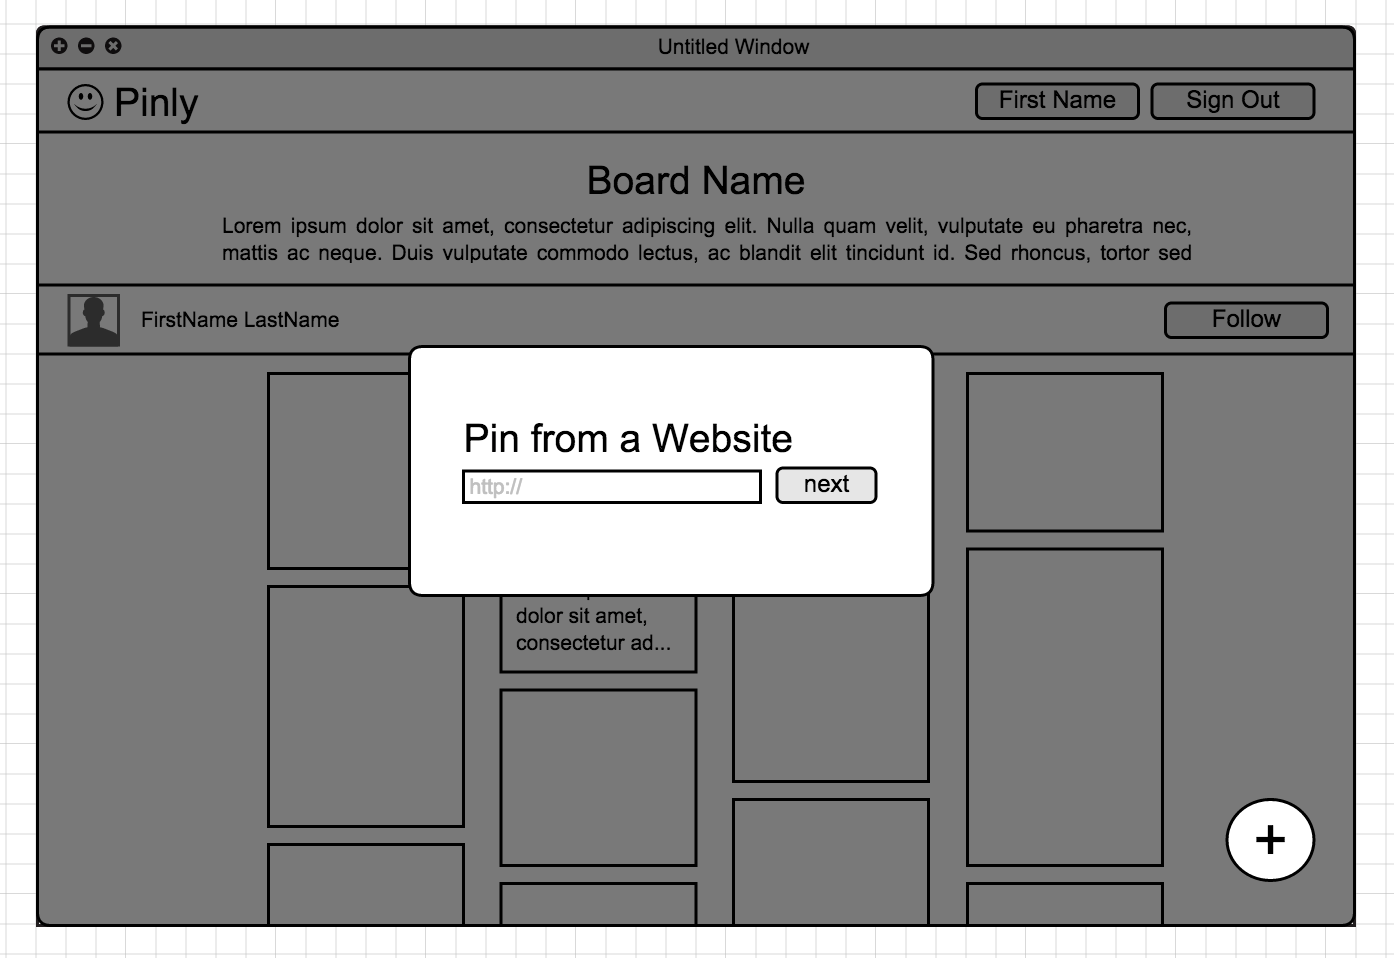 Untitled Window
Pinly
First Name
Sign Out
Board Name
Lorem ipsum dolor sit amet, consectetur adipiscing elit. Nulla quam velit, vulputate eu pharetra nec,
mattis ac neque. Duis vulputate commodo lectus, ac blandit elit tincidunt id. Sed rhoncus, tortor sed
FirstName LastName
Follow
Pin from a Website
http://
next
dolor sit amet,
consectetur ad...
+